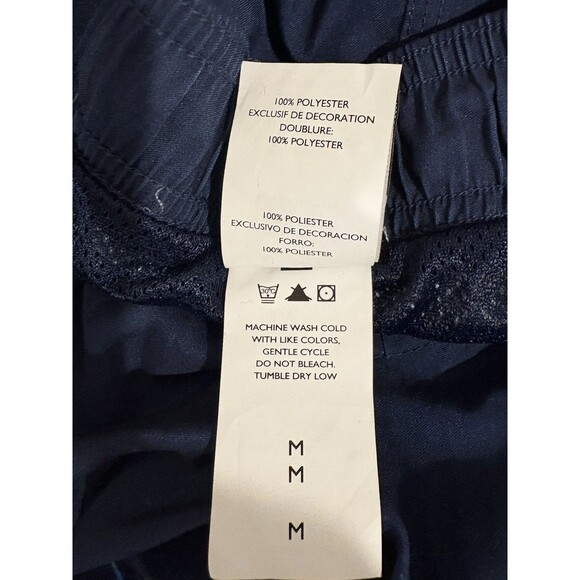 100% POLYESTER
EXCLUSIF DE DECORATION
DOUBLURE:
100% POLYESTER
100% POLIESTER
EXCLUSIVO DE DECORACION
FORRO:
100% POLIESTER
30°C
MACHINE WASH COLD
WITH LIKE COLORS,
GENTLE CYCLE
DO NOT BLEACH.
TUMBLE DRY LOW
M
M
M